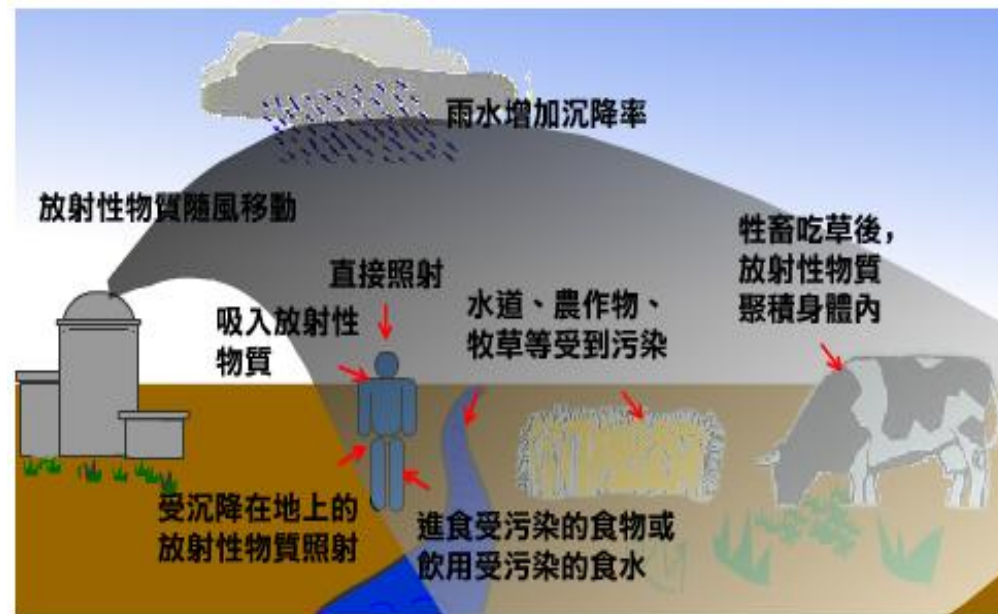 雨水增加沉降率
放射性物質隨風移動
直接照射
吸入放射性
物質
水道、農作物、
牧草等受到污染
牲畜吃草後，
放射性物質
聚積身體內
受沉降在地上的
放射性物質照射
進食受污染的食物或
飲用受污染的食水